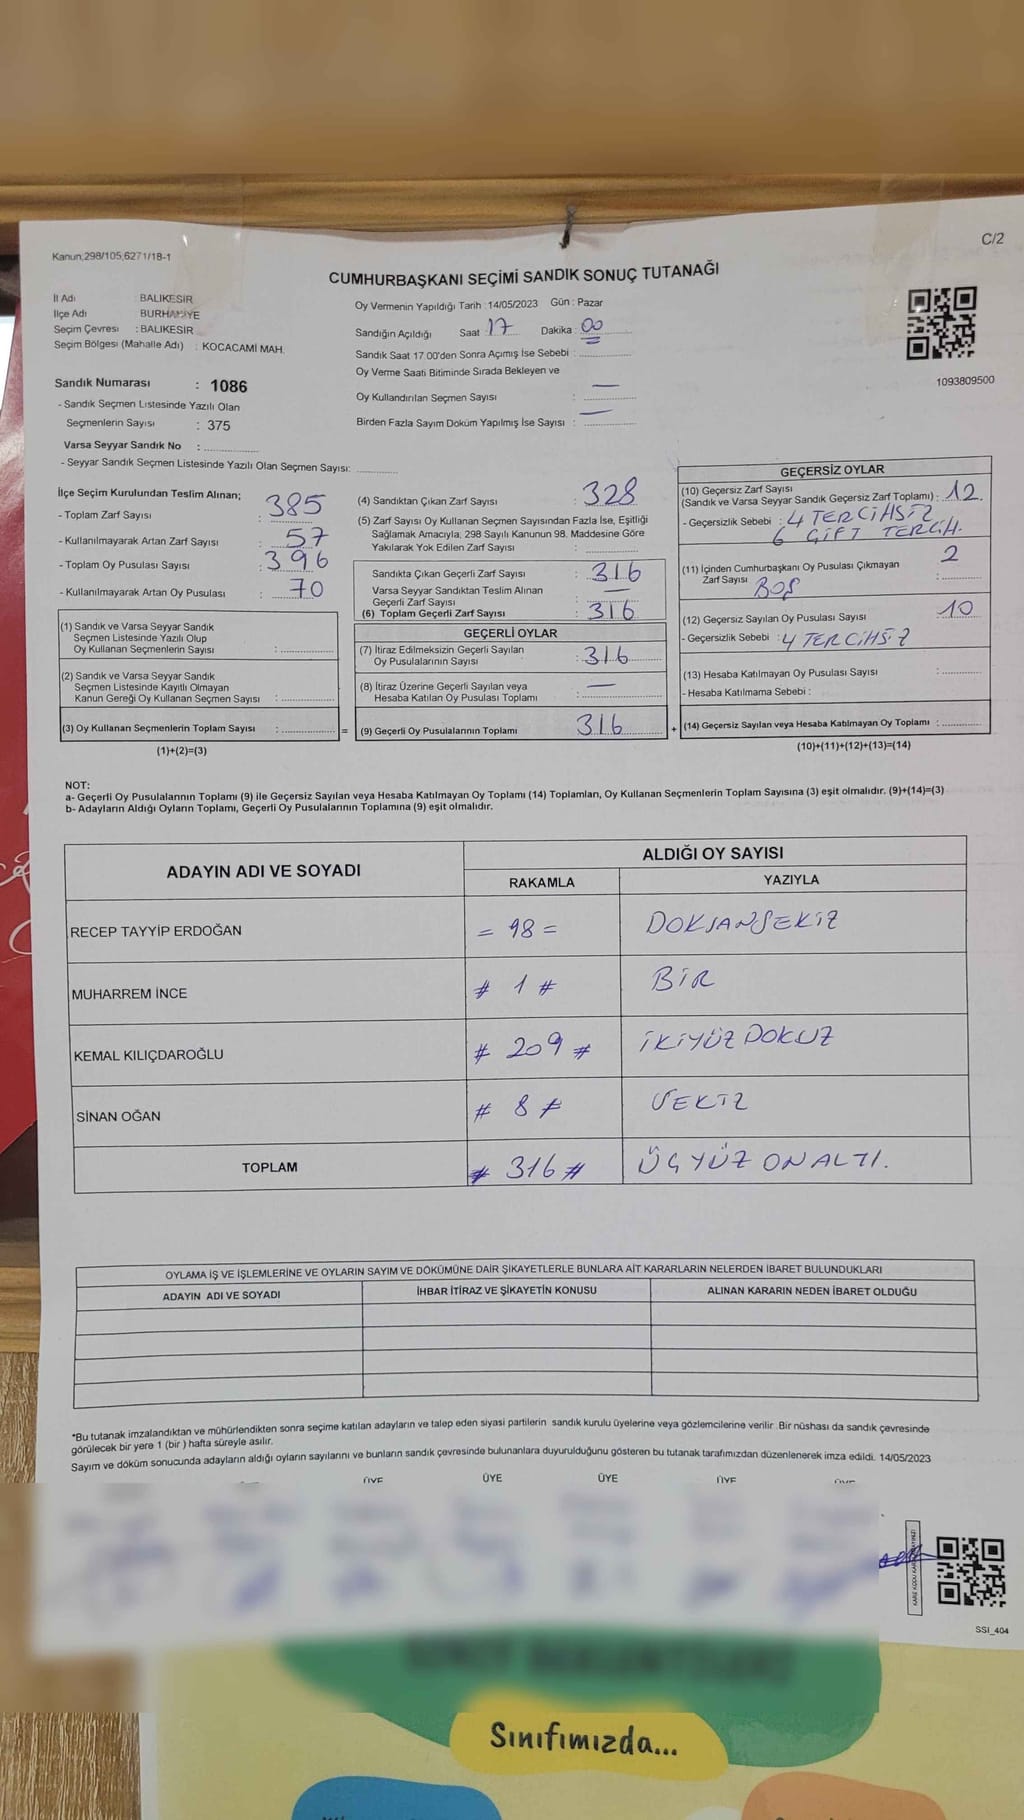 C/2
Kanun;298/105,6271/18-1
CUMHURBAŞKANI SEÇİMİ SANDIK SONUÇ TUTANAĞI
İl Adı : BALIKESİR
İlçe Adı BURHANİYE
Seçim Çevresi : BALIKESİR
Seçim Bölgesi (Mahalle Adı) : KOCACAMİ MAH.
Oy Vermenin Yapıldığı Tarih :14/05/2023 Gün : Pazar
Sandığın Açıldığı Saat : 17 Dakika : 00
Sandık Saat 17 00'den Sonra Açımış İse Sebebi :
Oy Verme Saati Bitiminde Sırada Bekleyen ve
Oy Kullandırılan Seçmen Sayısı : —
Birden Fazla Sayım Döküm Yapılmış İse Sayısı : —
1093809500
Sandık Numarası : 1086
- Sandık Seçmen Listesinde Yazılı Olan
Seçmenlerin Sayısı : 375
Varsa Seyyar Sandık No :
- Seyyar Sandık Seçmen Listesinde Yazılı Olan Seçmen Sayısı:
İlçe Seçim Kurulundan Teslim Alınan;
- Toplam Zarf Sayısı : 385
- Kullanılmayarak Artan Zarf Sayısı : 57
- Toplam Oy Pusulası Sayısı : 396
- Kullanılmayarak Artan Oy Pusulası : 70
(1) Sandık ve Varsa Seyyar Sandık
Seçmen Listesinde Yazılı Olup
Oy Kullanan Seçmenlerin Sayısı :
(2) Sandık ve Varsa Seyyar Sandık
Seçmen Listesinde Kayıtlı Olmayan
Kanun Gereği Oy Kullanan Seçmen Sayısı :
(3) Oy Kullanan Seçmenlerin Toplam Sayısı : =
(1)+(2)=(3)
(4) Sandıktan Çıkan Zarf Sayısı : 328
(5) Zarf Sayısı Oy Kullanan Seçmen Sayısından Fazla İse, Eşitliği
Sağlamak Amacıyla, 298 Sayılı Kanunun 98. Maddesine Göre
Yakılarak Yok Edilen Zarf Sayısı :
Sandıkta Çıkan Geçerli Zarf Sayısı : 316
Varsa Seyyar Sandıktan Teslim Alınan
Geçerli Zarf Sayısı : —
(6) Toplam Geçerli Zarf Sayısı : 316
GEÇERLİ OYLAR
(7) İtiraz Edilmeksizin Geçerli Sayılan
Oy Pusulalarının Sayısı : 316
(8) İtiraz Üzerine Geçerli Sayılan veya
Hesaba Katılan Oy Pusulası Toplamı : —
(9) Geçerli Oy Pusulalarının Toplamı 316 +
GEÇERSİZ OYLAR
(10) Geçersiz Zarf Sayısı
(Sandık ve Varsa Seyyar Sandık Geçersiz Zarf Toplamı) : 12.
- Geçersizlik Sebebi : 4 TERCİHSİZ
6 ÇİFT TERCİH.
(11) İçinden Cumhurbaşkanı Oy Pusulası Çıkmayan 2
Zarf Sayısı BOŞ :
(12) Geçersiz Sayılan Oy Pusulası Sayısı : 10
- Geçersizlik Sebebi : 4 TERCİHSİZ
(13) Hesaba Katılmayan Oy Pusulası Sayısı :
- Hesaba Katılmama Sebebi :
(14) Geçersiz Sayılan veya Hesaba Katılmayan Oy Toplamı :
(10)+(11)+(12)+(13)=(14)
NOT:
a- Geçerli Oy Pusulalarının Toplamı (9) ile Geçersiz Sayılan veya Hesaba Katılmayan Oy Toplamı (14) Toplamları, Oy Kullanan Seçmenlerin Toplam Sayısına (3) eşit olmalıdır. (9)+(14)=(3)
b- Adayların Aldığı Oyların Toplamı, Geçerli Oy Pusulalarının Toplamına (9) eşit olmalıdır.
ADAYIN ADI VE SOYADI
ALDIĞI OY SAYISI
RAKAMLA YAZIYLA
RECEP TAYYİP ERDOĞAN = 98 = DOKSANSEKİZ
MUHARREM İNCE # 1 # BİR
KEMAL KILIÇDAROĞLU # 209 # İKİYÜZDOKUZ
SİNAN OĞAN # 8 # SEKİZ
TOPLAM # 316 # ÜÇYÜZ ONALTI.
OYLAMA İŞ VE İŞLEMLERİNE VE OYLARIN SAYIM VE DÖKÜMÜNE DAİR ŞİKAYETLERLE BUNLARA AİT KARARLARIN NELERDEN İBARET BULUNDUKLARI
ADAYIN ADI VE SOYADI İHBAR İTİRAZ VE ŞİKAYETİN KONUSU ALINAN KARARIN NEDEN İBARET OLDUĞU
*Bu tutanak imzalandıktan ve mühürlendikten sonra seçime katılan adayların ve talep eden siyasi partilerin sandık kurulu üyelerine veya gözlemcilerine verilir. Bir nüshası da sandık çevresinde
görülecek bir yere 1 (bir ) hafta süreyle asılır.
Sayım ve döküm sonucunda adayların aldığı oyların sayılarını ve bunların sandık çevresinde bulunanlara duyurulduğunu gösteren bu tutanak tarafımızdan düzenlenerek imza edildi. 14/05/2023
ÜYE ÜYE ÜYE ÜYE
SSI_404
Sınıfımızda...